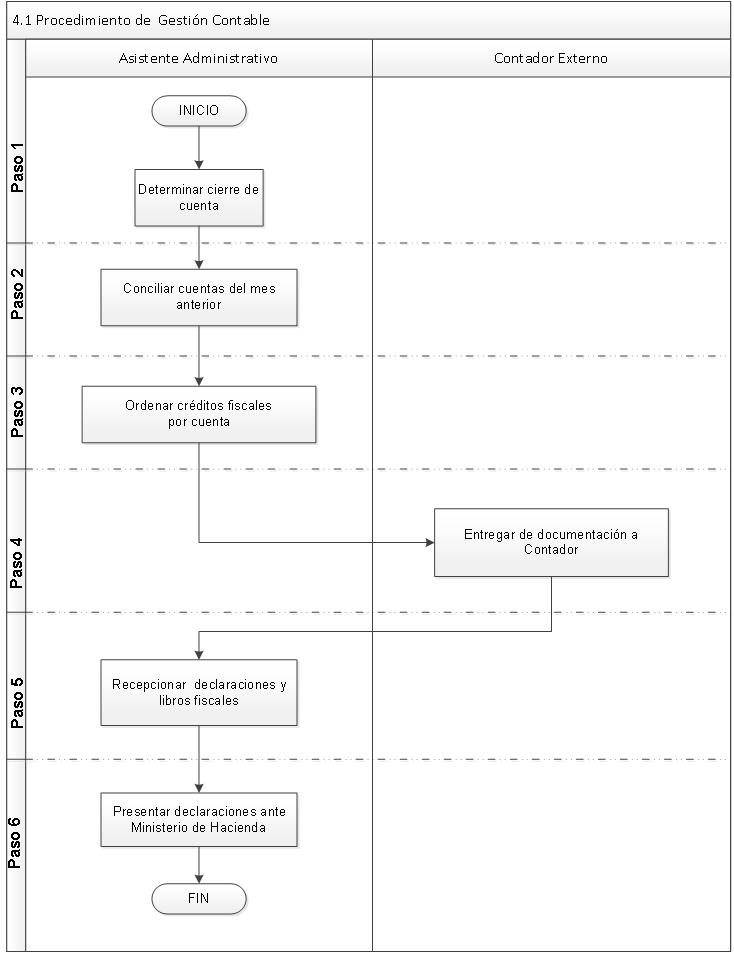 4.1 Procedimiento de Gestión Contable
Asistente Administrativo
Contador Externo
Paso 1
INICIO
Determinar cierre de
cuenta
Paso 2
Conciliar cuentas del mes
anterior
Paso 3
Ordenar créditos fiscales
por cuenta
Paso 4
Entregar de documentación a
Contador
Paso 5
Recepcionar declaraciones y
libros fiscales
Paso 6
Presentar declaraciones ante
Ministerio de Hacienda
FIN